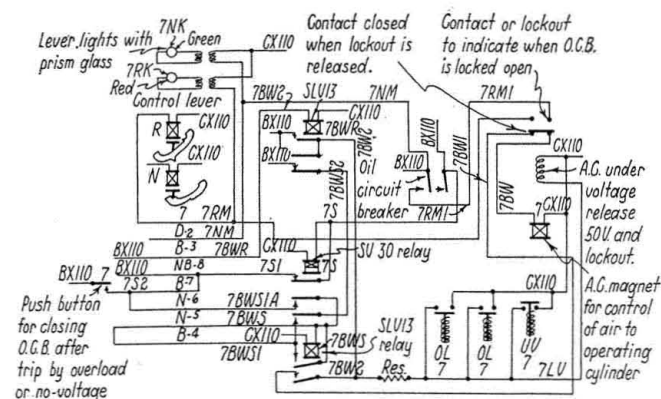 7NK
Green
CX110
Lever lights with
prism glass
7RK
Red
Control lever
R
CX110
N
CX110
7BW2
SLU13
CX110
7BWR
BX110
BX110
7BW2
7BWS2
7NM
Contact closed
when lockout is
released.
Contact or lockout
to indicate when O.C.B.
is locked open
7RM1
BX110
BX110
Oil
circuit
breaker
7BW1
7RM1
7BW
CX110
A.C. under
voltage
release
50V. and
lockout.
7
CX110
A.C. magnet
for control
of air to
operating
cylinder
7
7RM
D-2
7NM
B-3
7BWR
BX110
BX110
NB-8
7S1
CX110
7S
7S
SV 30 relay
BX110
7
7S2
B-7
N-6
7BWS1A
N-5
7BWS
B-4
CX110
7BWS1
7BWS
SLU13
relay
7BW2
Push button
for closing
O.C.B. after
trip by overload
or no-voltage
Res.
CX110
OL
7
OL
7
UV
7
7LV